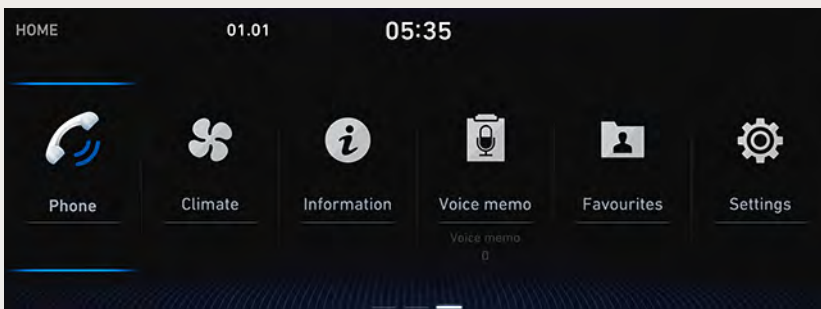 HOME 01.01 05:35
Phone Climate Information Voice memo Favourites Settings
Voice memo
0